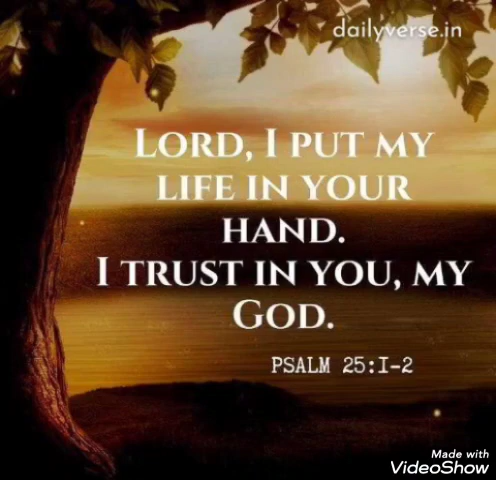 dailyverse.in
LORD, I PUT MY
LIFE IN YOUR
HAND.
I TRUST IN YOU, MY
GOD.
PSALM 25:I-2
Made with
VideoShow